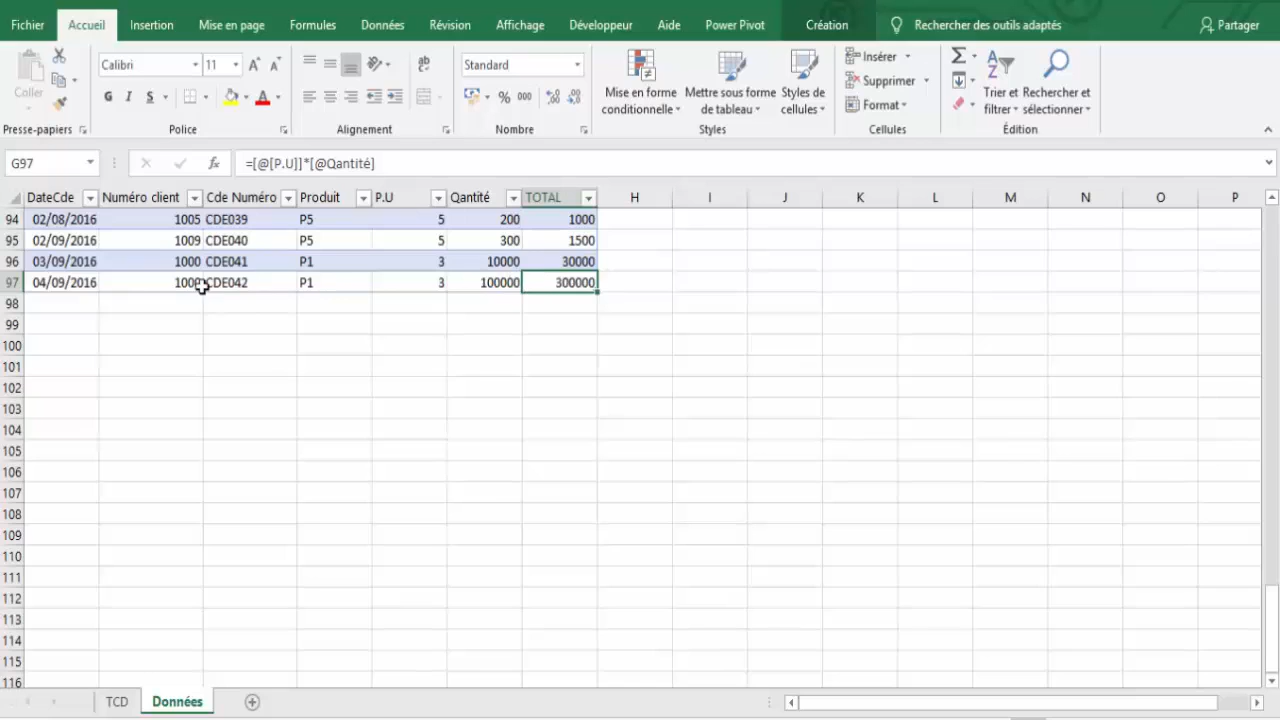 Fichier Accueil Insertion Mise en page Formules Données Révision Affichage Développeur Aide Power Pivot Création Rechercher des outils adaptés Partager
Coller
Presse-papiers
Calibri 11
G I S
Police
Alignement
Standard
% 000
Nombre
Mise en forme conditionnelle
Mettre sous forme de tableau
Styles de cellules
Styles
Insérer
Supprimer
Format
Cellules
Trier et filtrer
Rechercher et sélectionner
Édition
G97 fx =[@[P.U]]*[@Qantité]
DateCde Numéro client Cde Numéro Produit P.U Qantité TOTAL H I J K L M N O P
94 02/08/2016 1005 CDE039 P5 5 200 1000
95 02/09/2016 1009 CDE040 P5 5 300 1500
96 03/09/2016 1000 CDE041 P1 3 10000 30000
97 04/09/2016 1000 CDE042 P1 3 100000 300000
98
99
100
101
102
103
104
105
106
107
108
109
110
111
112
113
114
115
116
TCD Données